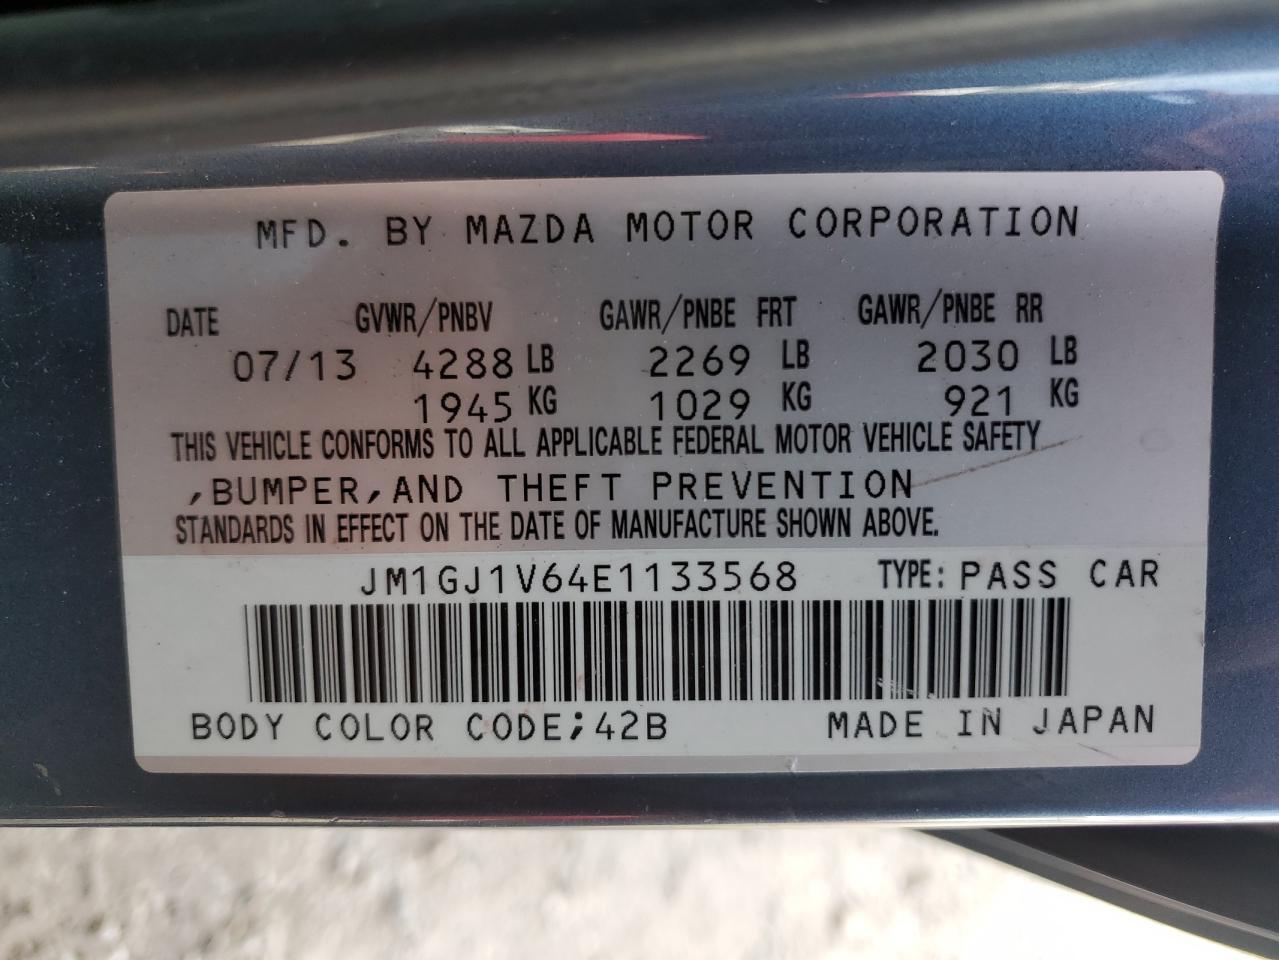 MFD. BY MAZDA MOTOR CORPORATION
DATE GVWR/PNBV GAWR/PNBE FRT GAWR/PNBE RR
07/13 4288 LB 2269 LB 2030 LB
1945 KG 1029 KG 921 KG
THIS VEHICLE CONFORMS TO ALL APPLICABLE FEDERAL MOTOR VEHICLE SAFETY
,BUMPER,AND THEFT PREVENTION
STANDARDS IN EFFECT ON THE DATE OF MANUFACTURE SHOWN ABOVE.
JM1GJ1V64E1133568 TYPE: PASS CAR
BODY COLOR CODE;42B MADE IN JAPAN